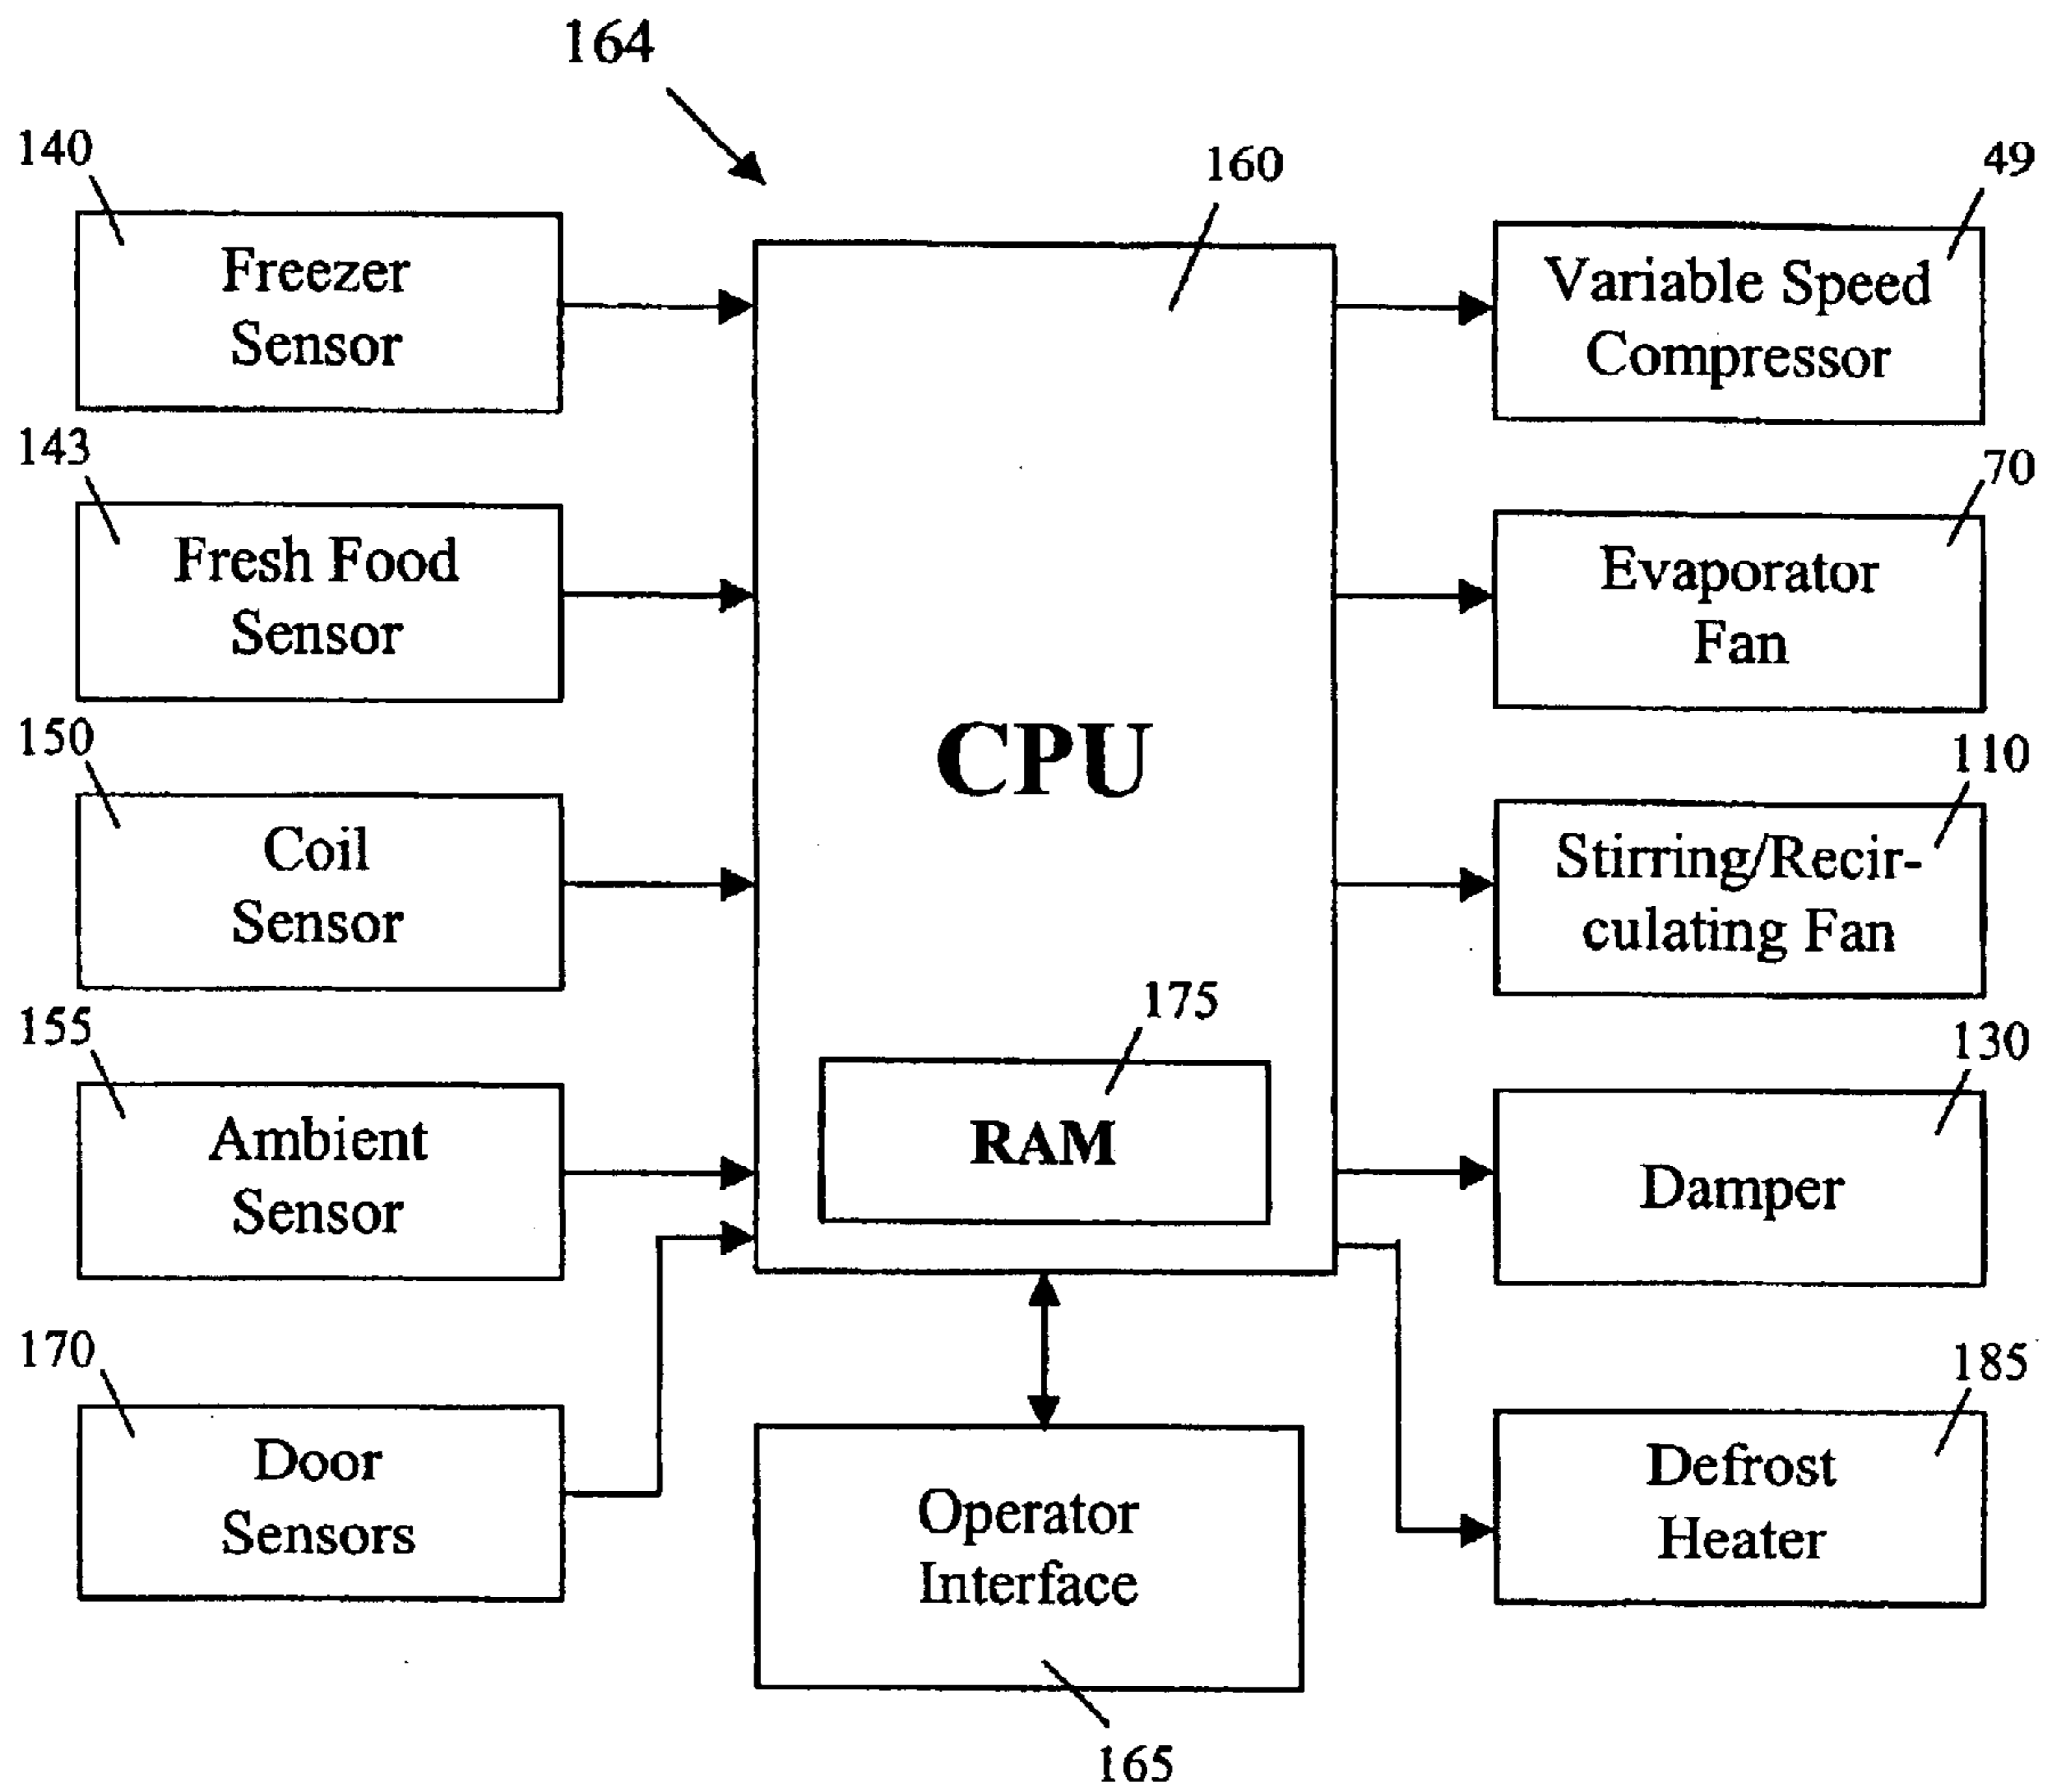 164
140
Freezer
Sensor
143
Fresh Food
Sensor
150
Coil
Sensor
155
Ambient
Sensor
170
Door
Sensors
160
CPU
175
RAM
Operator
Interface
165
49
Variable Speed
Compressor
70
Evaporator
Fan
110
Stirring/Recir-
culating Fan
130
Damper
185
Defrost
Heater